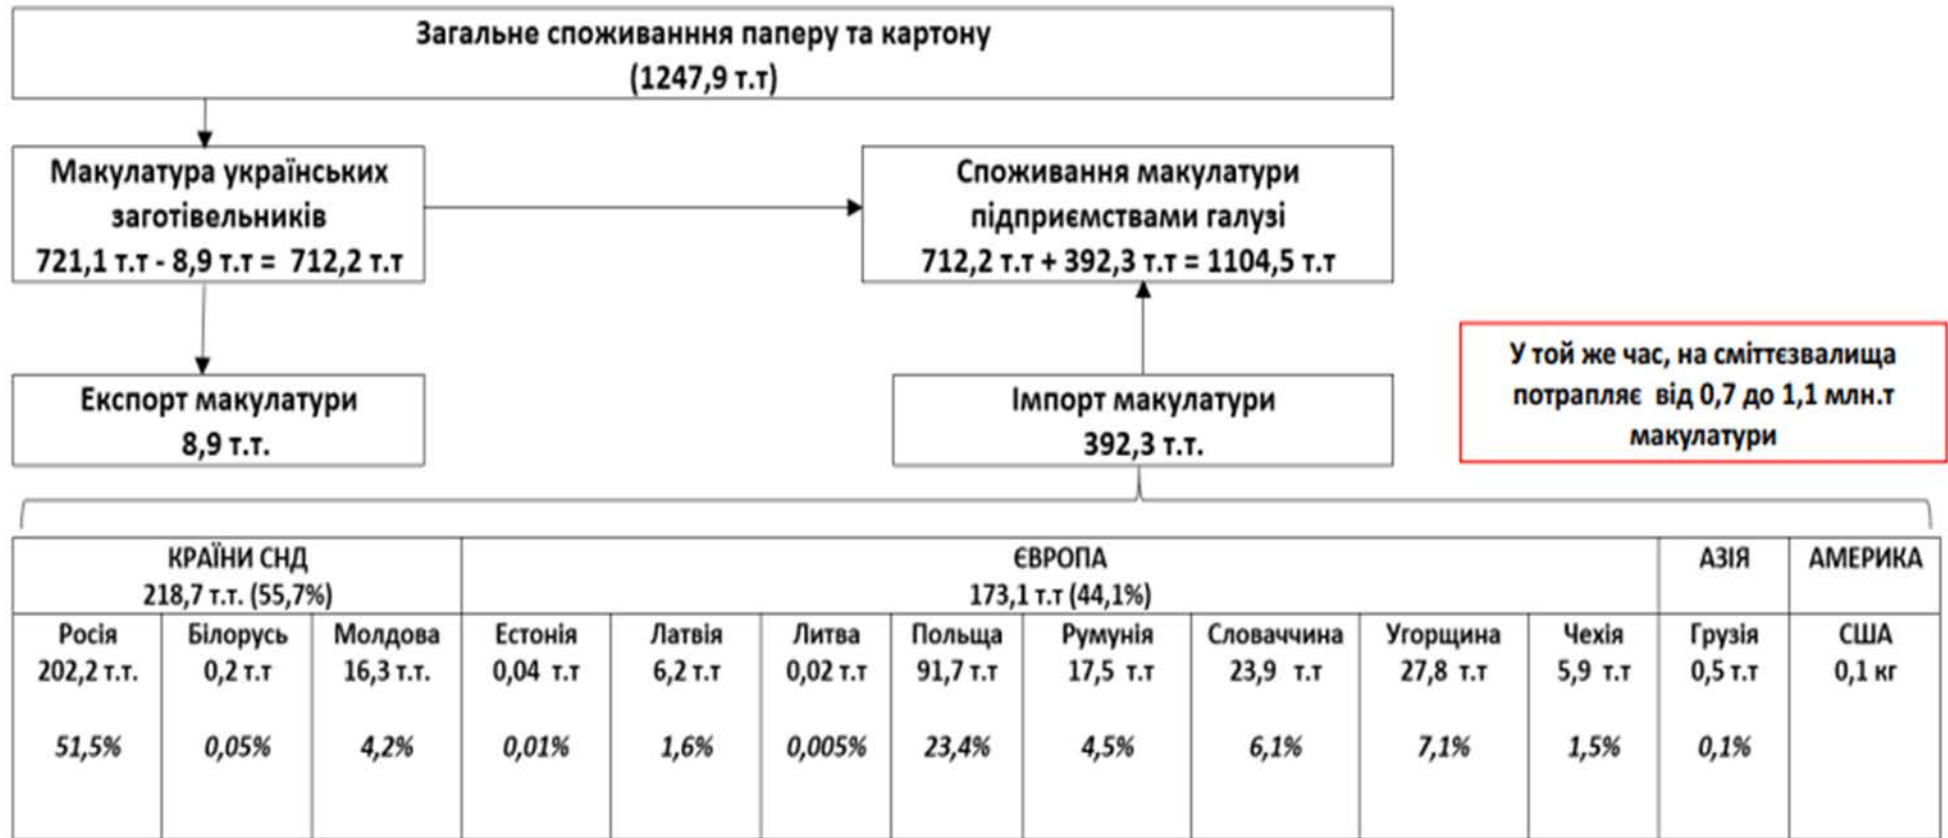 Загальне споживанння паперу та картону
(1247,9 т.т)
Макулатура українських
заготівельників
721,1 т.т - 8,9 т.т = 712,2 т.т
Споживання макулатури
підприємствами галузі
712,2 т.т + 392,3 т.т = 1104,5 т.т
Експорт макулатури
8,9 т.т.
Імпорт макулатури
392,3 т.т.
У той же час, на сміттєзвалища
потрапляє від 0,7 до 1,1 млн.т
макулатури
КРАЇНИ СНД
218,7 т.т. (55,7%)
ЄВРОПА
173,1 т.т (44,1%)
АЗІЯ
АМЕРИКА
Росія
202,2 т.т.
51,5%
Білорусь
0,2 т.т
0,05%
Молдова
16,3 т.т.
4,2%
Естонія
0,04 т.т
0,01%
Латвія
6,2 т.т
1,6%
Литва
0,02 т.т
0,005%
Польща
91,7 т.т
23,4%
Румунія
17,5 т.т
4,5%
Словаччина
23,9 т.т
6,1%
Угорщина
27,8 т.т
7,1%
Чехія
5,9 т.т
1,5%
Грузія
0,5 т.т
0,1%
США
0,1 кг